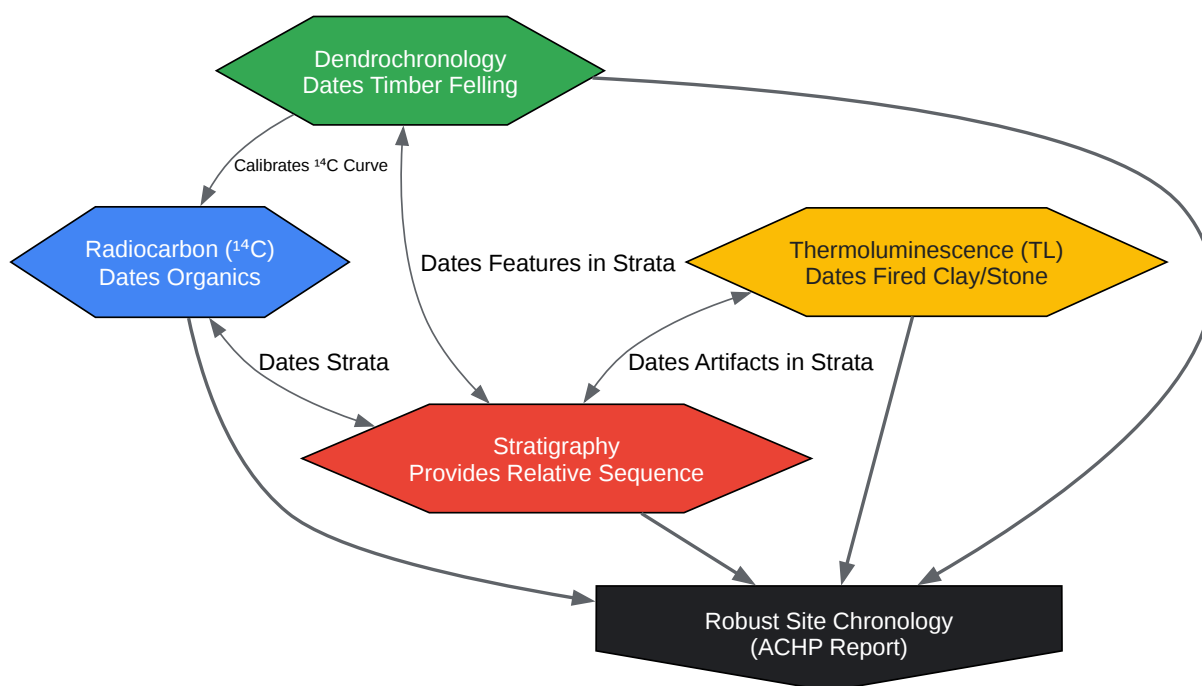 Dendrochronology
Dates Timber Felling
Calibrates ¹⁴C Curve
Radiocarbon (¹⁴C)
Dates Organics
Dates Features in Strata
Thermoluminescence (TL)
Dates Fired Clay/Stone
Dates Strata
Dates Artifacts in Strata
Stratigraphy
Provides Relative Sequence
Robust Site Chronology
(ACHP Report)